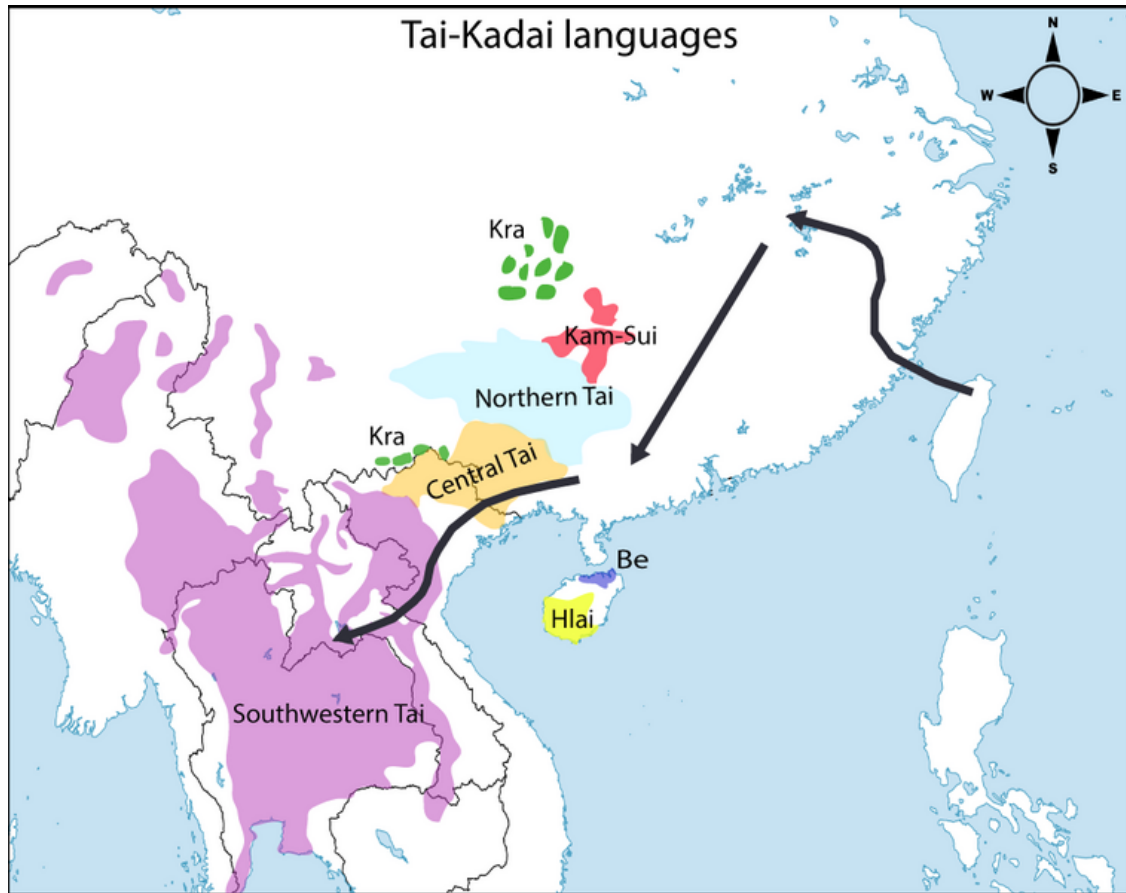 Tai-Kadai languages
N
W
E
S
Kra
Kam-Sui
Northern Tai
Kra
Central Tai
Be
Hlai
Southwestern Tai